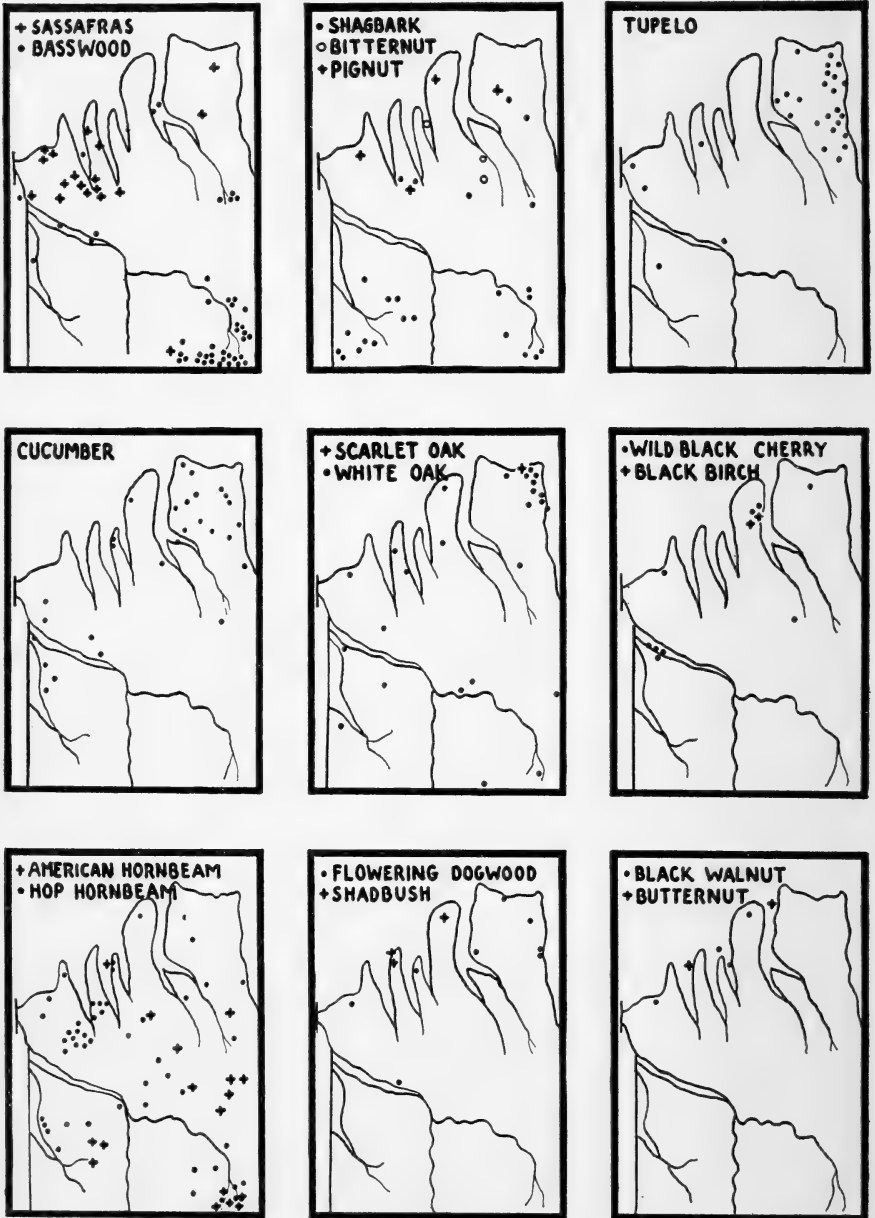 + SASSAFRAS
• BASSWOOD
• SHAGBARK
○ BITTERNUT
+ PIGNUT
TUPELO
CUCUMBER
+ SCARLET OAK
• WHITE OAK
• WILD BLACK CHERRY
+ BLACK BIRCH
+ AMERICAN HORNBEAM
• HOP HORNBEAM
• FLOWERING DOGWOOD
+ SHADBUSH
• BLACK WALNUT
+ BUTTERNUT